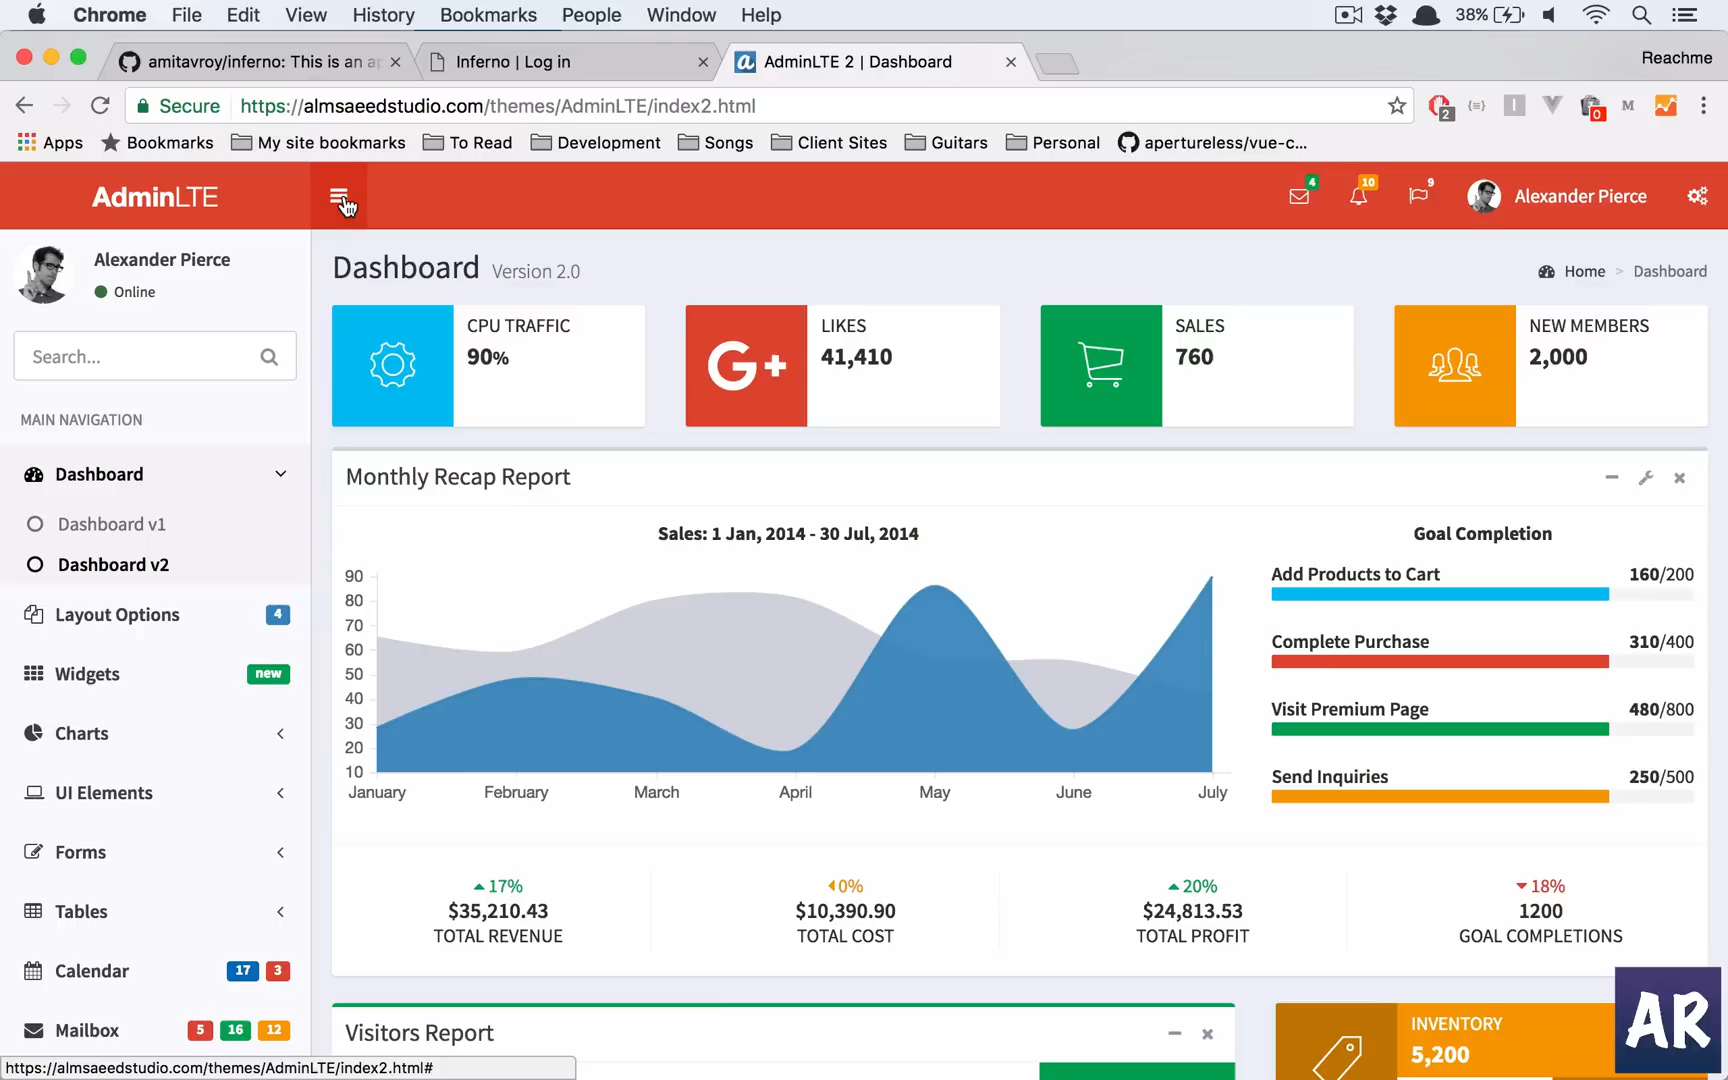 Chrome File Edit View History Bookmarks People Window Help 38%
amitavroy/inferno: This is an ap
Inferno | Log in
AdminLTE 2 | Dashboard
Reachme
Secure https://almsaeedstudio.com/themes/AdminLTE/index2.html
2
0
M
Apps Bookmarks My site bookmarks To Read Development Songs Client Sites Guitars Personal apertureless/vue-c...
AdminLTE
4
10
9
Alexander Pierce
Alexander Pierce
Online
Search...
MAIN NAVIGATION
Dashboard
Dashboard v1
Dashboard v2
Layout Options 4
Widgets new
Charts
UI Elements
Forms
Tables
Calendar 17 3
Mailbox 5 16 12
https://almsaeedstudio.com/themes/AdminLTE/index2.html#
Dashboard Version 2.0
Home > Dashboard
CPU TRAFFIC
90%
G+
LIKES
41,410
SALES
760
NEW MEMBERS
2,000
Monthly Recap Report
Sales: 1 Jan, 2014 - 30 Jul, 2014
90
80
70
60
50
40
30
20
10
January February March April May June July
Goal Completion
Add Products to Cart 160/200
Complete Purchase 310/400
Visit Premium Page 480/800
Send Inquiries 250/500
17%
$35,210.43
TOTAL REVENUE
0%
$10,390.90
TOTAL COST
20%
$24,813.53
TOTAL PROFIT
18%
1200
GOAL COMPLETIONS
Visitors Report
INVENTORY
5,200
AR